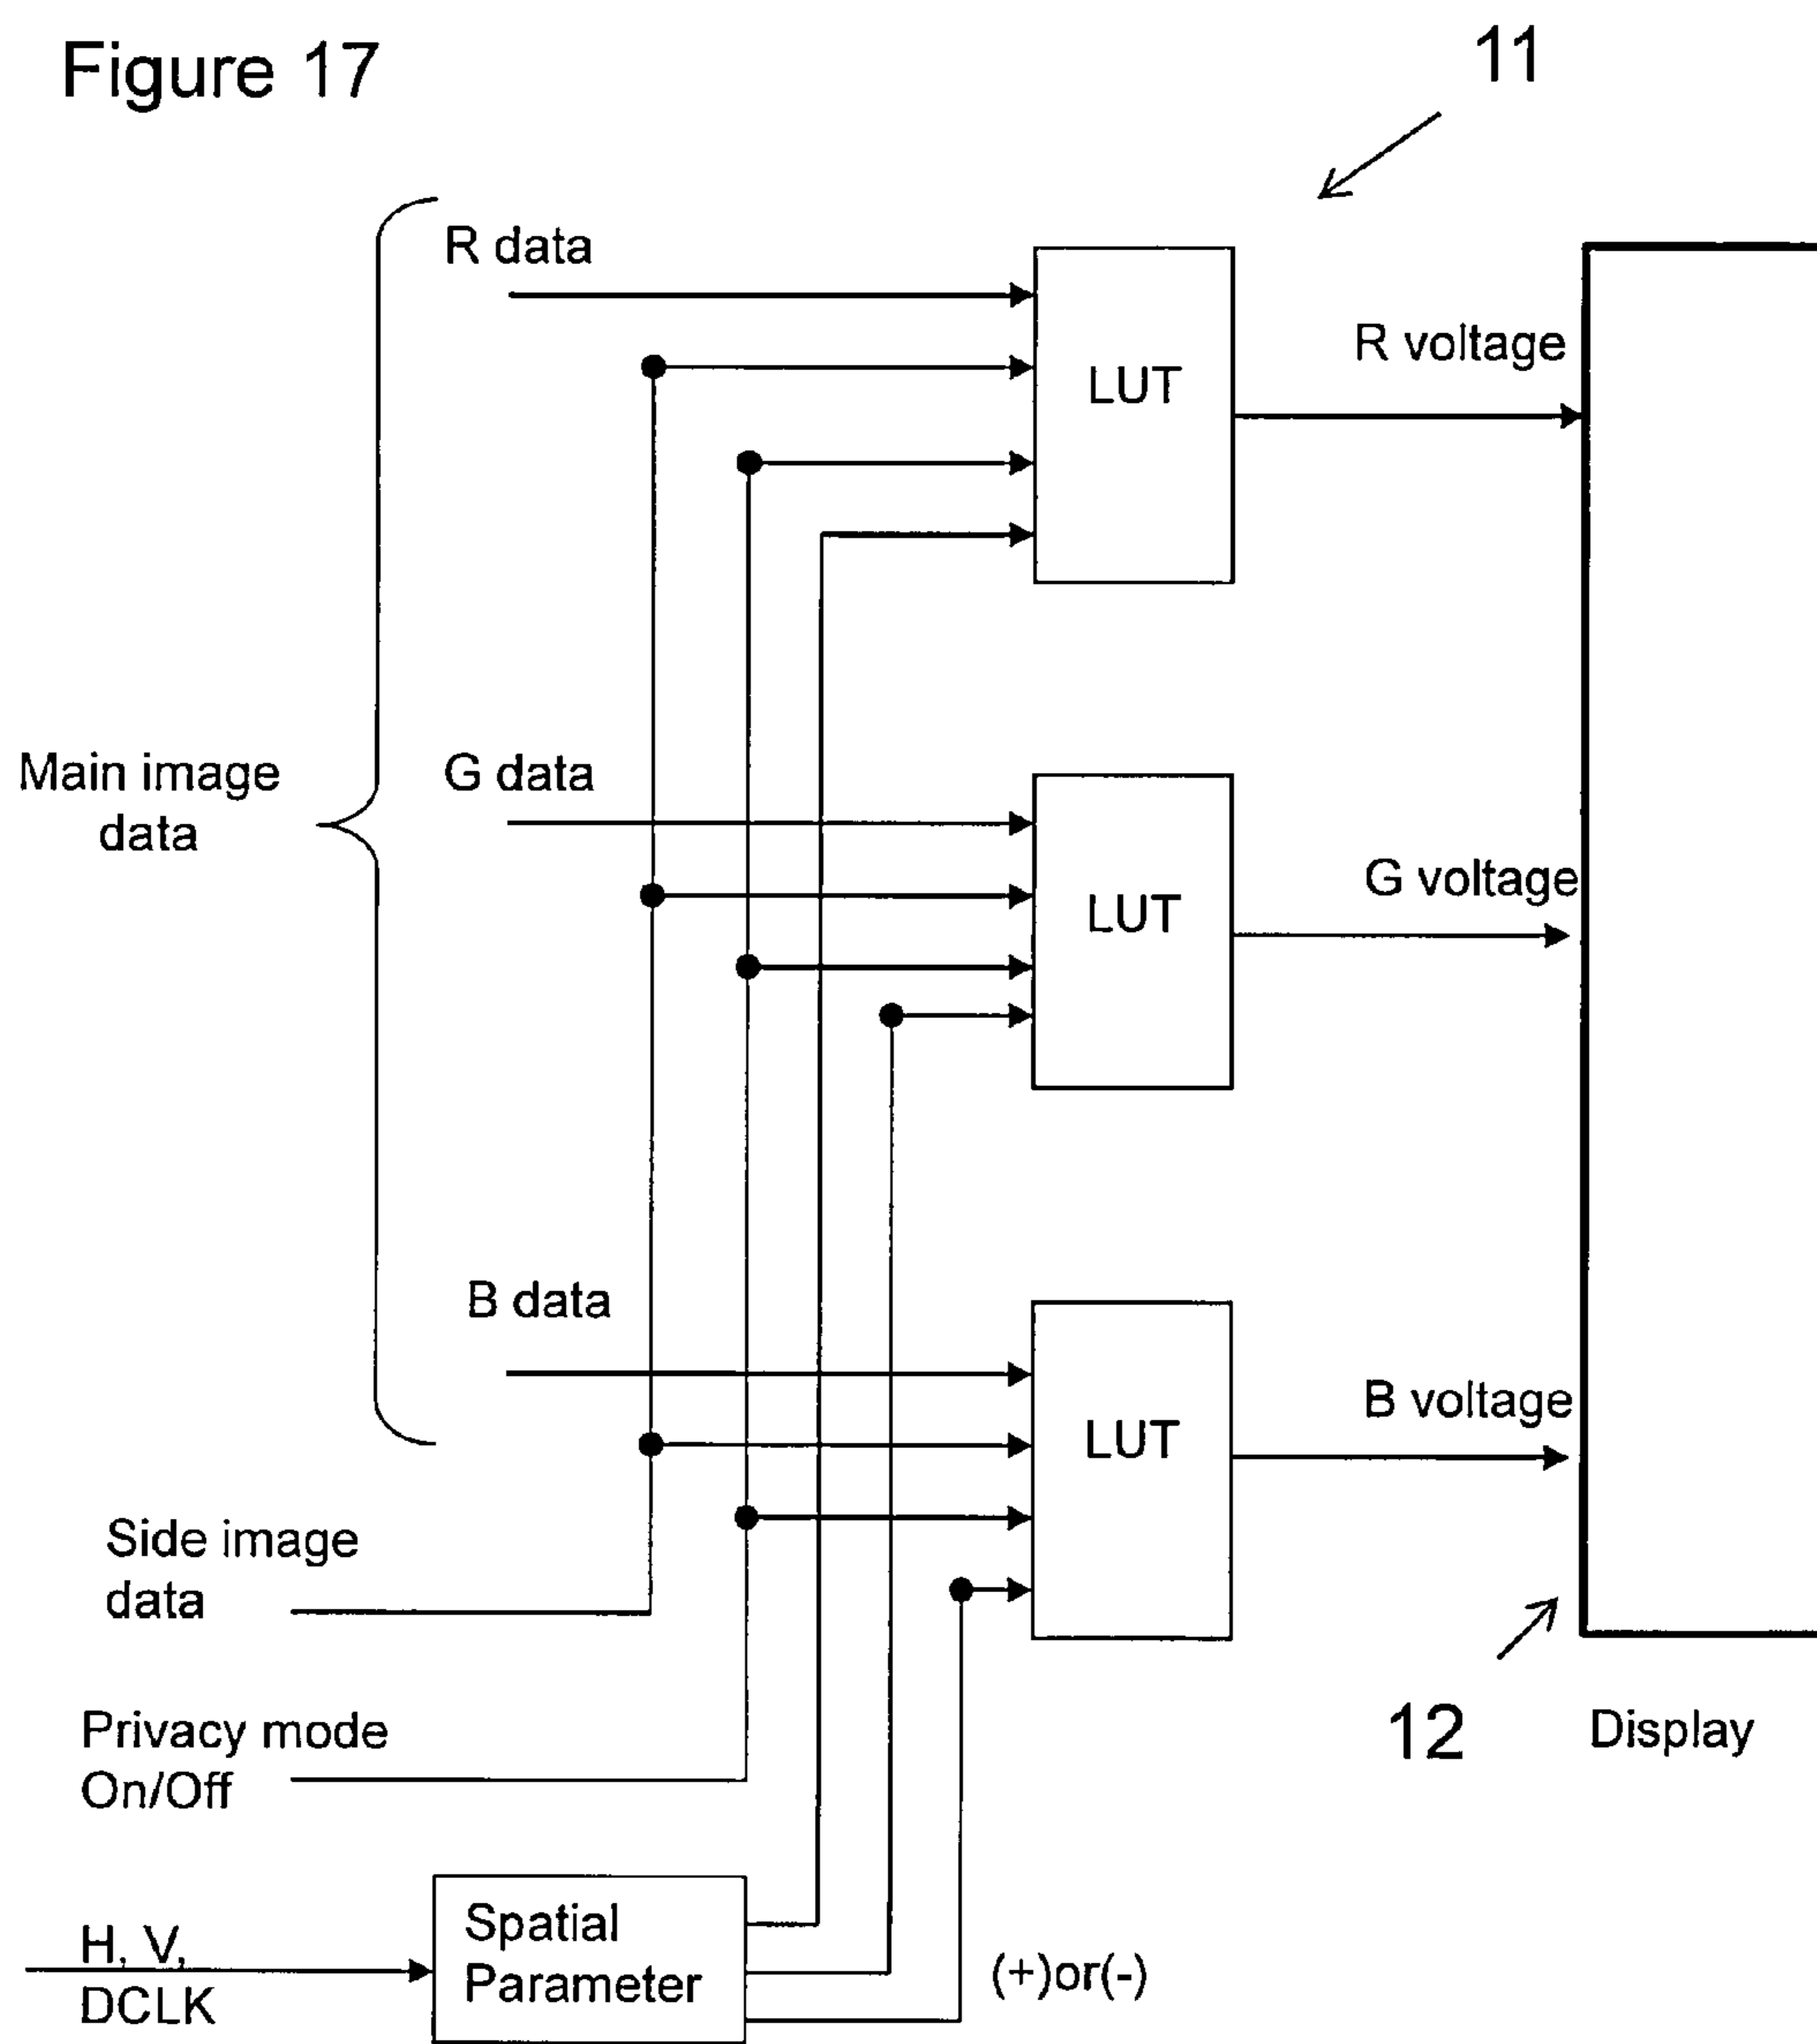 Figure 17
11
R data
LUT
R voltage
Main image
data
G data
LUT
G voltage
B data
LUT
B voltage
Side image
data
Privacy mode
On/Off
12
Display
H, V,
DCLK
Spatial
Parameter
(+)or(-)